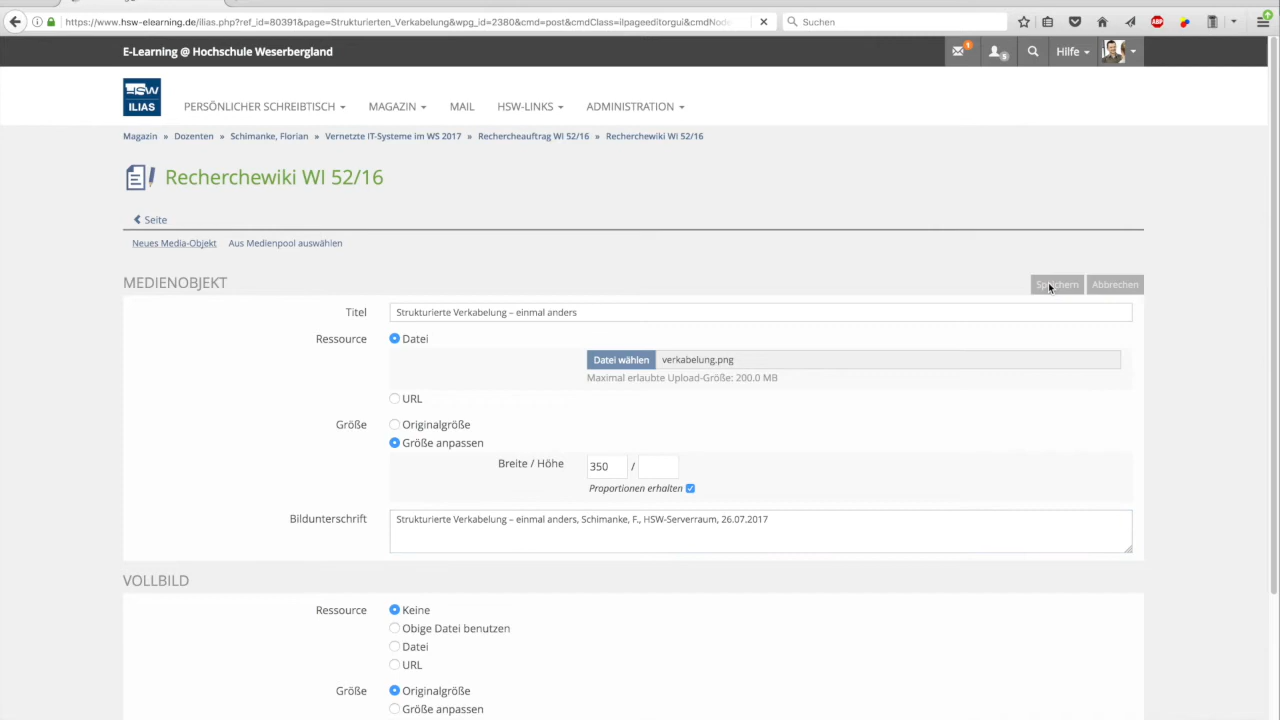 https://www.hsw-elearning.de/ilias.php?ref_id=80391&page=Strukturierten_Verkabelung&wpg_id=2380&cmd=post&cmdClass=ilpageeditorgui&cmdNode
Suchen
ABP
E-Learning @ Hochschule Weserbergland
1
5
Hilfe
HSW
ILIAS
PERSÖNLICHER SCHREIBTISCH
MAGAZIN
MAIL
HSW-LINKS
ADMINISTRATION
Magazin » Dozenten » Schimanke, Florian » Vernetzte IT-Systeme im WS 2017 » Rechercheauftrag WI 52/16 » Recherchewiki WI 52/16
Recherchewiki WI 52/16
Seite
Neues Media-Objekt Aus Medienpool auswählen
MEDIENOBJEKT
Speichern Abbrechen
Titel
Strukturierte Verkabelung – einmal anders
Ressource
Datei
Datei wählen verkabelung.png
Maximal erlaubte Upload-Größe: 200.0 MB
URL
Größe
Originalgröße
Größe anpassen
Breite / Höhe
350 /
Proportionen erhalten
Bildunterschrift
Strukturierte Verkabelung – einmal anders, Schimanke, F., HSW-Serverraum, 26.07.2017
VOLLBILD
Ressource
Keine
Obige Datei benutzen
Datei
URL
Größe
Originalgröße
Größe anpassen